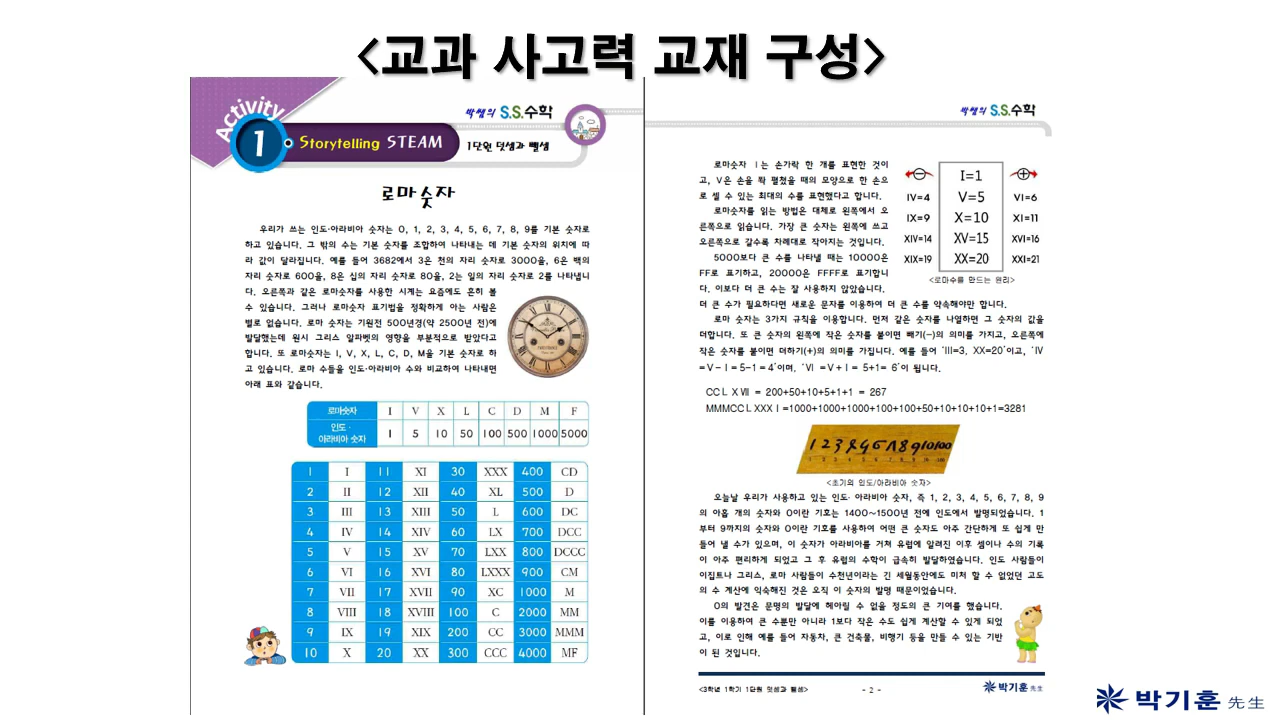 <교과 사고력 교재 구성>
Activity
1
박쌤의 S.S.수학
Storytelling STEAM
1단원 덧셈과 뺄셈
로마숫자
우리가 쓰는 인도·아라비아 숫자는 0, 1, 2, 3, 4, 5, 6, 7, 8, 9를 기본 숫자로
하고 있습니다. 그 밖의 수는 기본 숫자를 조합하여 나타내는 데 기본 숫자의 위치에 따
라 값이 달라집니다. 예를 들어 3682에서 3은 천의 자리 숫자로 3000을, 6은 백의
자리 숫자로 600을, 8은 십의 자리 숫자로 80을, 2는 일의 자리 숫자로 2를 나타냅니
다. 오른쪽과 같은 로마숫자를 사용한 시계는 요즘에도 흔히 볼
수 있습니다. 그러나 로마숫자 표기법을 정확하게 아는 사람은
별로 없습니다. 로마 숫자는 기원전 500년경(약 2500년 전)에
발달했는데 원시 그리스 알파벳의 영향을 부분적으로 받았다고
합니다. 또 로마숫자는 I, V, X, L, C, D, M을 기본 숫자로 하
고 있습니다. 로마 수들을 인도·아라비아 수와 비교하여 나타내면
아래 표와 같습니다.
로마숫자 I V X L C D M F
인도·
아라비아 숫자 1 5 10 50 100 500 1000 5000
1 I 11 XI 30 XXX 400 CD
2 II 12 XII 40 XL 500 D
3 III 13 XIII 50 L 600 DC
4 IV 14 XIV 60 LX 700 DCC
5 V 15 XV 70 LXX 800 DCCC
6 VI 16 XVI 80 LXXX 900 CM
7 VII 17 XVII 90 XC 1000 M
8 VIII 18 XVIII 100 C 2000 MM
9 IX 19 XIX 200 CC 3000 MMM
10 X 20 XX 300 CCC 4000 MF
박쌤의 S.S.수학
로마숫자 I는 손가락 한 개를 표현한 것이
고, V은 손을 쫙 펼쳤을 때의 모양으로 한 손으
로 셀 수 있는 최대의 수를 표현했다고 합니다.
로마숫자를 읽는 방법은 대체로 왼쪽에서 오
른쪽으로 읽습니다. 가장 큰 숫자는 왼쪽에 쓰고
오른쪽으로 갈수록 차례대로 작아지는 것입니다.
5000보다 큰 수를 나타낼 때는 10000은
FF로 표기하고, 20000은 FFFF로 표기합니
다. 이보다 더 큰 수는 잘 사용하지 않았습니다.
− I=1 +
IV=4 V=5 VI=6
IX=9 X=10 XI=11
XIV=14 XV=15 XVI=16
XIX=19 XX=20 XXI=21
<로마수를 만드는 원리>
더 큰 수가 필요하다면 새로운 문자를 이용하여 더 큰 수를 약속해야만 합니다.
로마 숫자는 3가지 규칙을 이용합니다. 먼저 같은 숫자를 나열하면 그 숫자의 값을
더합니다. 또 큰 숫자의 왼쪽에 작은 숫자를 붙이면 빼기(−)의 의미를 가지고, 오른쪽에
작은 숫자를 붙이면 더하기(+)의 의미를 가집니다. 예를 들어 'III=3, XX=20'이고, 'IV
=V−I=5−1=4'이며, 'VI =V+I= 5+1= 6'이 됩니다.
CCLXVII = 200+50+10+5+1+1 = 267
MMMCCLXXXI=1000+1000+1000+100+100+50+10+10+10+1=3281
<초기의 인도/아라비아 숫자>
오늘날 우리가 사용하고 있는 인도·아라비아 숫자, 즉 1, 2, 3, 4, 5, 6, 7, 8, 9
의 아홉 개의 숫자와 0이란 기호는 1400~1500년 전에 인도에서 발명되었습니다. 1
부터 9까지의 숫자와 0이란 기호를 사용하여 어떤 큰 숫자도 아주 간단하게 또 쉽게 만
들어 낼 수가 있으며, 이 숫자가 아라비아를 거쳐 유럽에 알려진 이후 셈이나 수의 기록
이 아주 편리하게 되었고 그 후 유럽의 수학이 급속히 발달하였습니다. 인도 사람들이
이집트나 그리스, 로마 사람들이 수천년이라는 긴 세월동안에도 미처 할 수 없었던 고도
의 수 계산에 익숙해진 것은 오직 이 숫자의 발명 때문이었습니다.
0의 발견은 문명의 발달에 헤아릴 수 없을 정도의 큰 기여를 했습니다.
이를 이용하여 큰 수뿐만 아니라 1보다 작은 수도 쉽게 계산할 수 있게 되었
고, 이로 인해 예를 들어 자동차, 큰 건축물, 비행기 등을 만들 수 있는 기반
이 된 것입니다.
<3학년 1학기 1단원 덧셈과 뺄셈>
- 2 -
박기훈 先生
박기훈 先生